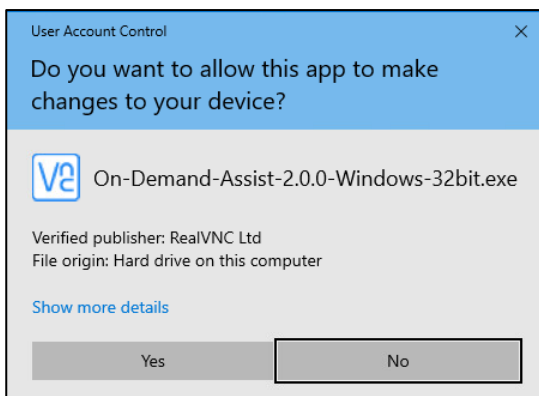 User Account Control
Do you want to allow this app to make
changes to your device?
VNC
On-Demand-Assist-2.0.0-Windows-32bit.exe
Verified publisher: RealVNC Ltd
File origin: Hard drive on this computer
Show more details
Yes
No